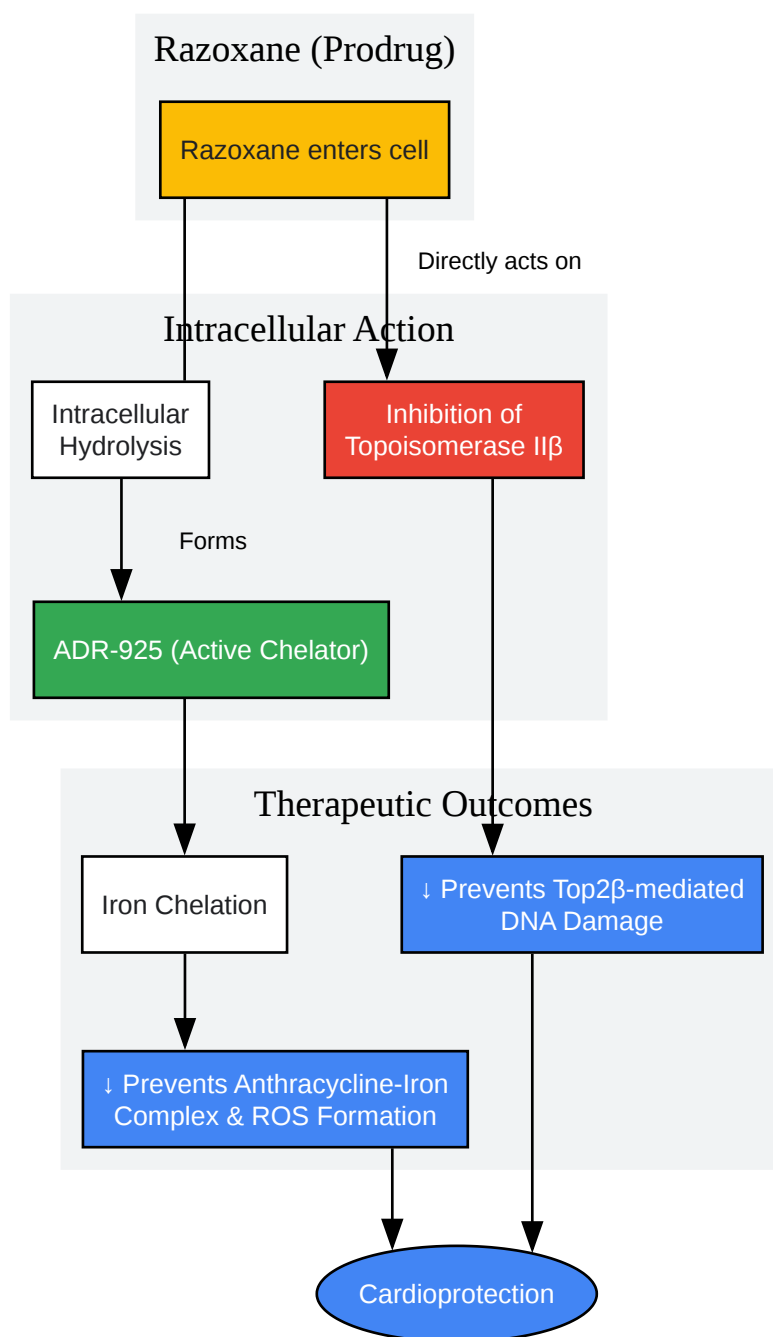 Razoxane (Prodrug)
Razoxane enters cell
Directly acts on
Intracellular Action
Intracellular
Hydrolysis
Inhibition of
Topoisomerase IIβ
Forms
ADR-925 (Active Chelator)
Therapeutic Outcomes
Iron Chelation
↓ Prevents Top2β-mediated
DNA Damage
↓ Prevents Anthracycline-Iron
Complex & ROS Formation
Cardioprotection